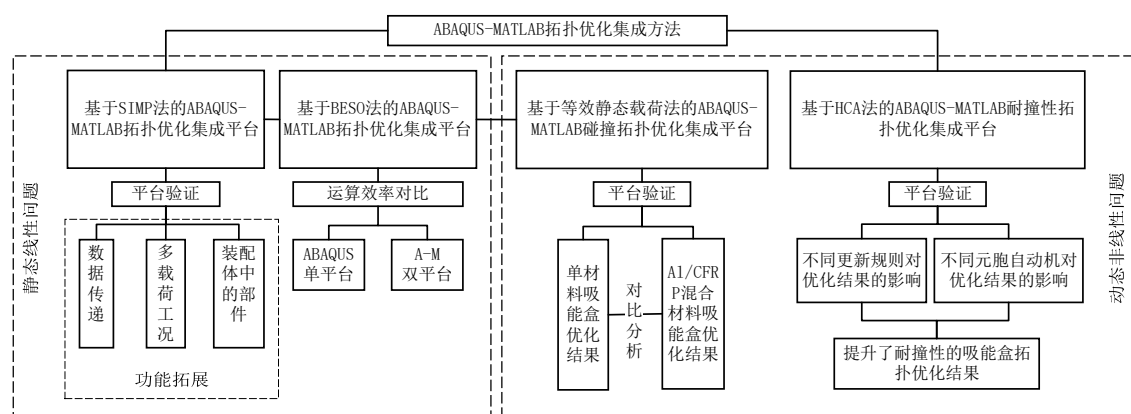 ABAQUS-MATLAB拓扑优化集成方法
静态线性问题
基于SIMP法的ABAQUS-
MATLAB拓扑优化集成平台
基于BESO法的ABAQUS-
MATLAB拓扑优化集成平台
平台验证
运算效率对比
数据传递
多载荷工况
装配
体中
的部
件
功能拓展
ABAQUS
单平台
A-M
双平台
基于等效静态载荷法的ABAQUS-
MATLAB碰撞拓扑优化集成平台
平台验证
单材
料吸
能盒
优化
结果
对比分析
Al/CFR
P混合
材料吸
能盒优
化结果
基于HCA法的ABAQUS-MATLAB耐撞性拓
扑优化集成平台
平台验证
不同更新规则对
优化结果的影响
不同元胞自动机对
优化结果的影响
提升了耐撞性的吸能盒拓
扑优化结果
动态非线性问题